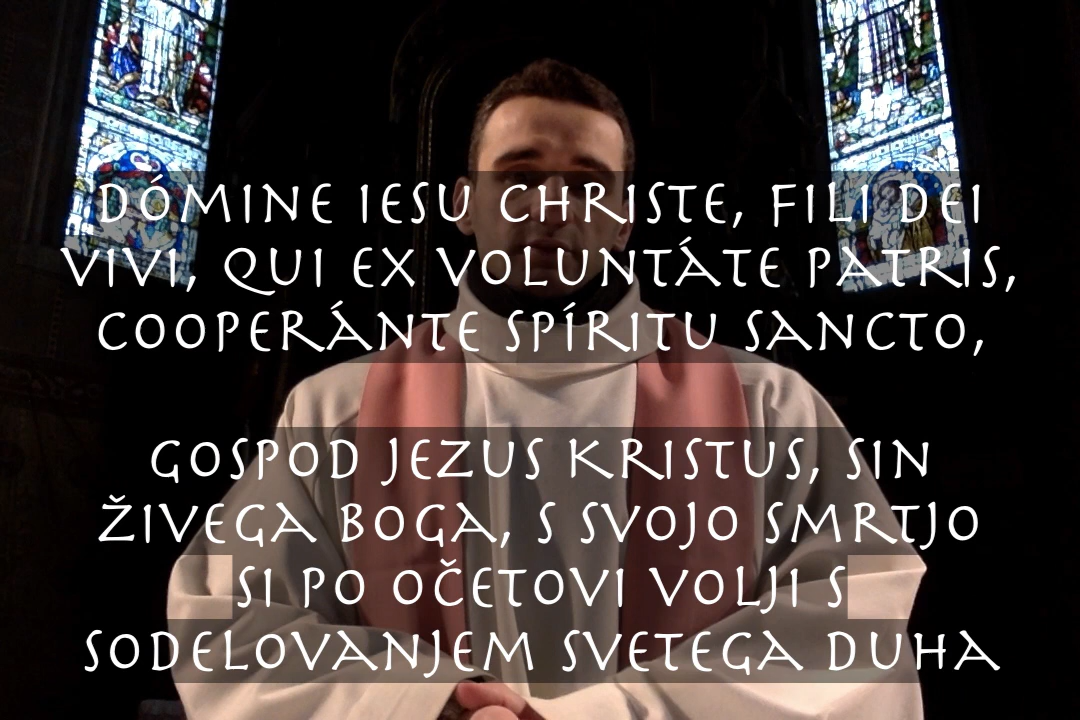 DÓMINE IESU CHRISTE, FILI DEI
VIVI, QUI EX VOLUNTÁTE PATRIS,
COOPERÁNTE SPÍRITU SANCTO,
GOSPOD JEZUS KRISTUS, SIN
ŽIVEGA BOGA, S SVOJO SMRTJO
SI PO OČETOVI VOLJI S
SODELOVANJEM SVETEGA DUHA